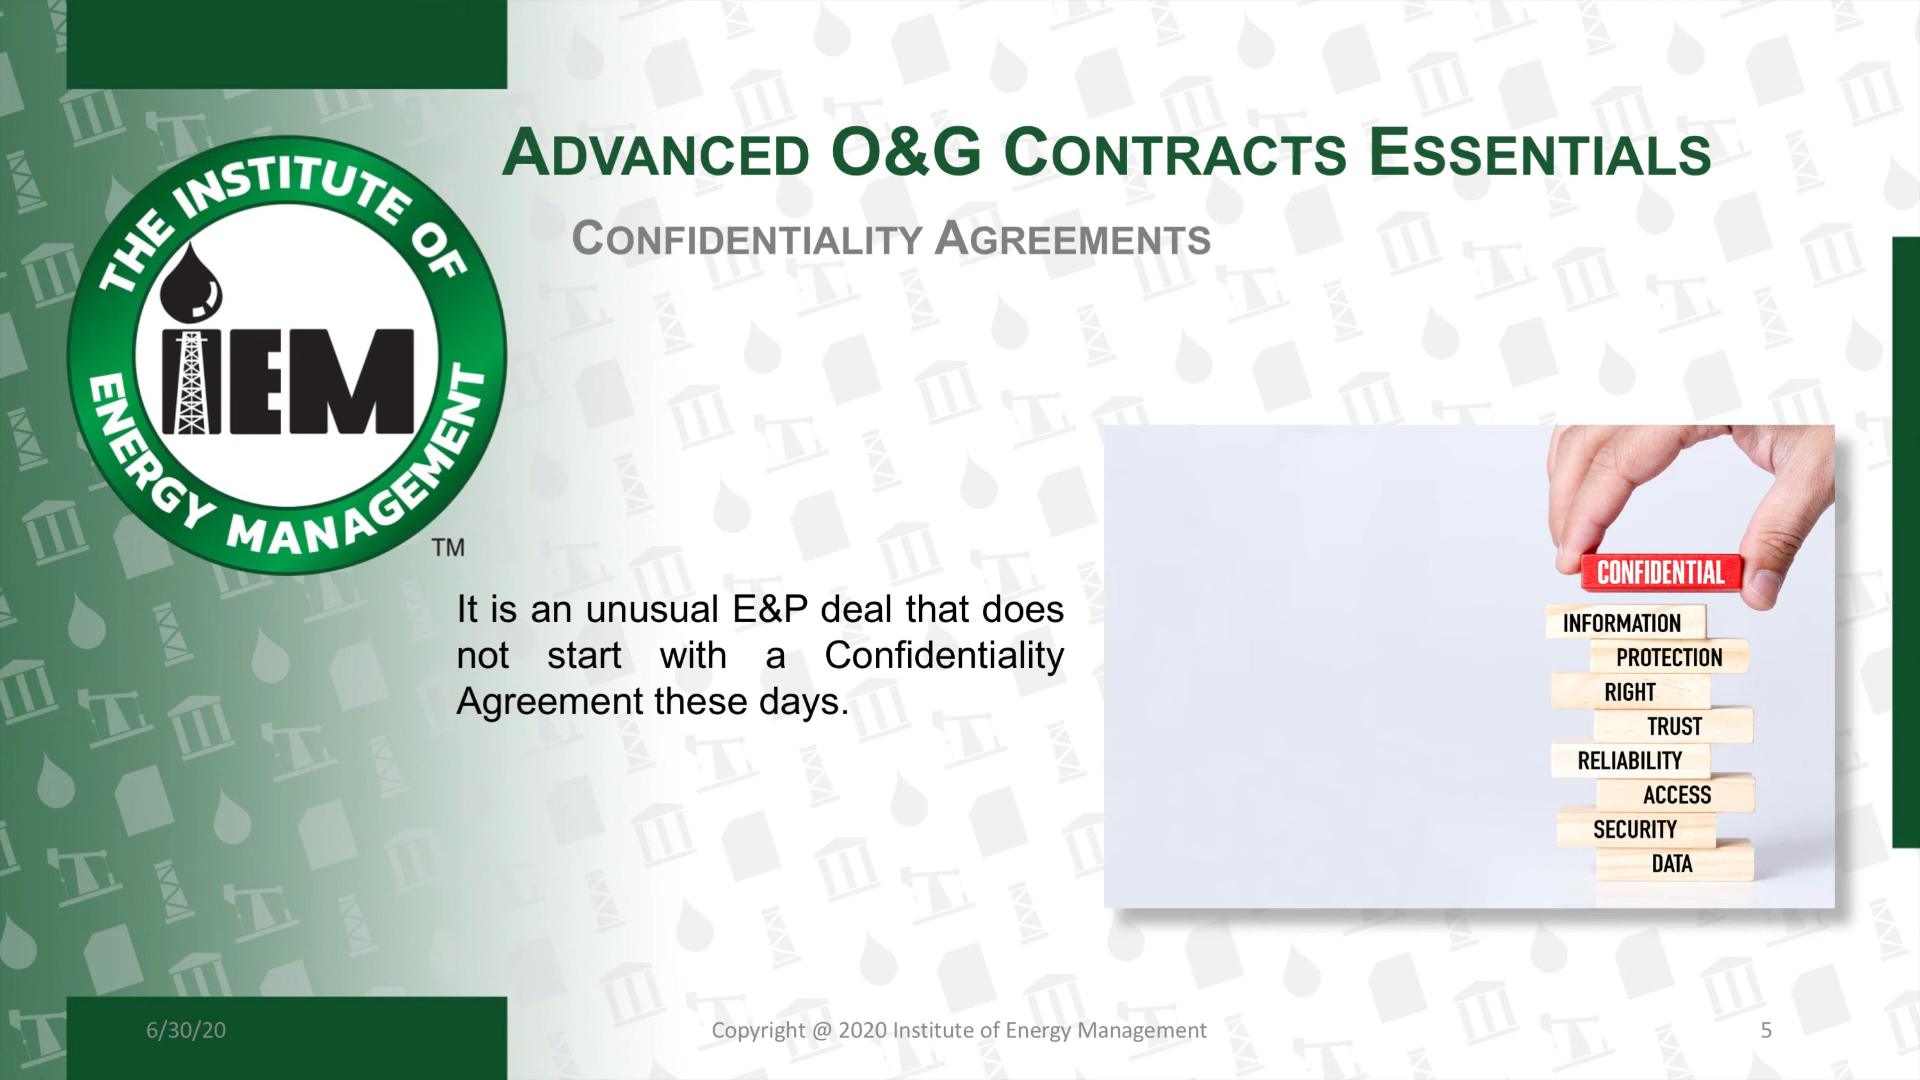 ADVANCED O&G CONTRACTS ESSENTIALS
CONFIDENTIALITY AGREEMENTS
THE INSTITUTE OF
IEM
ENERGY MANAGEMENT
TM
It is an unusual E&P deal that does
not start with a Confidentiality
Agreement these days.
CONFIDENTIAL
INFORMATION
PROTECTION
RIGHT
TRUST
RELIABILITY
ACCESS
SECURITY
DATA
6/30/20
Copyright @ 2020 Institute of Energy Management
5